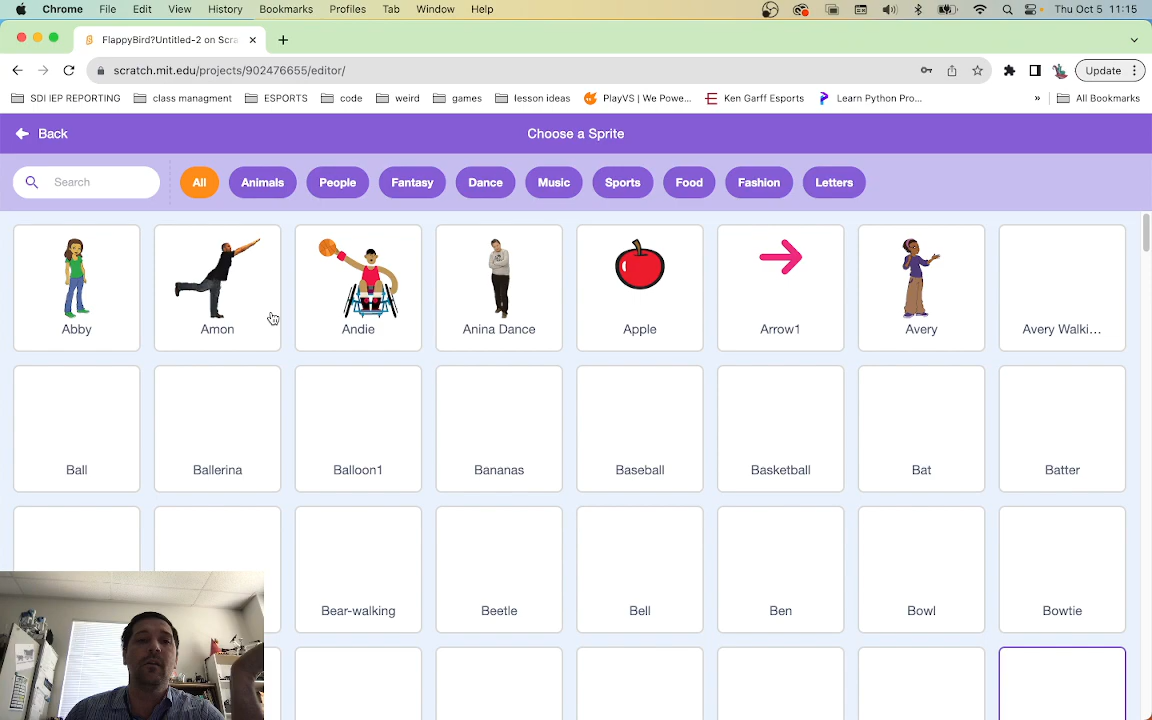 Chrome File Edit View History Bookmarks Profiles Tab Window Help Thu Oct 5 11:15
FlappyBird?Untitled-2 on Scra
scratch.mit.edu/projects/902476655/editor/ Update
SDI IEP REPORTING class managment ESPORTS code weird games lesson ideas PlayVS | We Powe... Ken Garff Esports Learn Python Pro... » All Bookmarks
Back Choose a Sprite
Search All Animals People Fantasy Dance Music Sports Food Fashion Letters
Abby Amon Andie Anina Dance Apple Arrow1 Avery Avery Walki...
Ball Ballerina Balloon1 Bananas Baseball Basketball Bat Batter
Bear-walking Beetle Bell Ben Bowl Bowtie